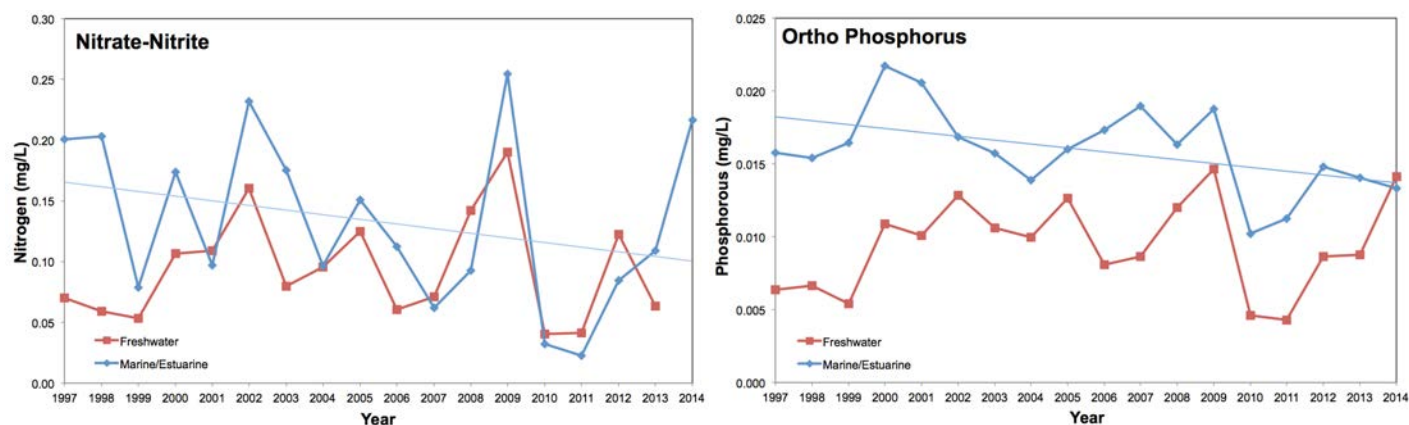 Nitrate-Nitrite
Nitrogen (mg/L)
0.30
0.25
0.20
0.15
0.10
0.05
0.00
Freshwater
Marine/Estuarine
1997 1998 1999 2000 2001 2002 2003 2004 2005 2006 2007 2008 2009 2010 2011 2012 2013 2014
Year
Ortho Phosphorus
Phosphorous (mg/L)
0.025
0.020
0.015
0.010
0.005
0.000
Freshwater
Marine/Estuarine
1997 1998 1999 2000 2001 2002 2003 2004 2005 2006 2007 2008 2009 2010 2011 2012 2013 2014
Year